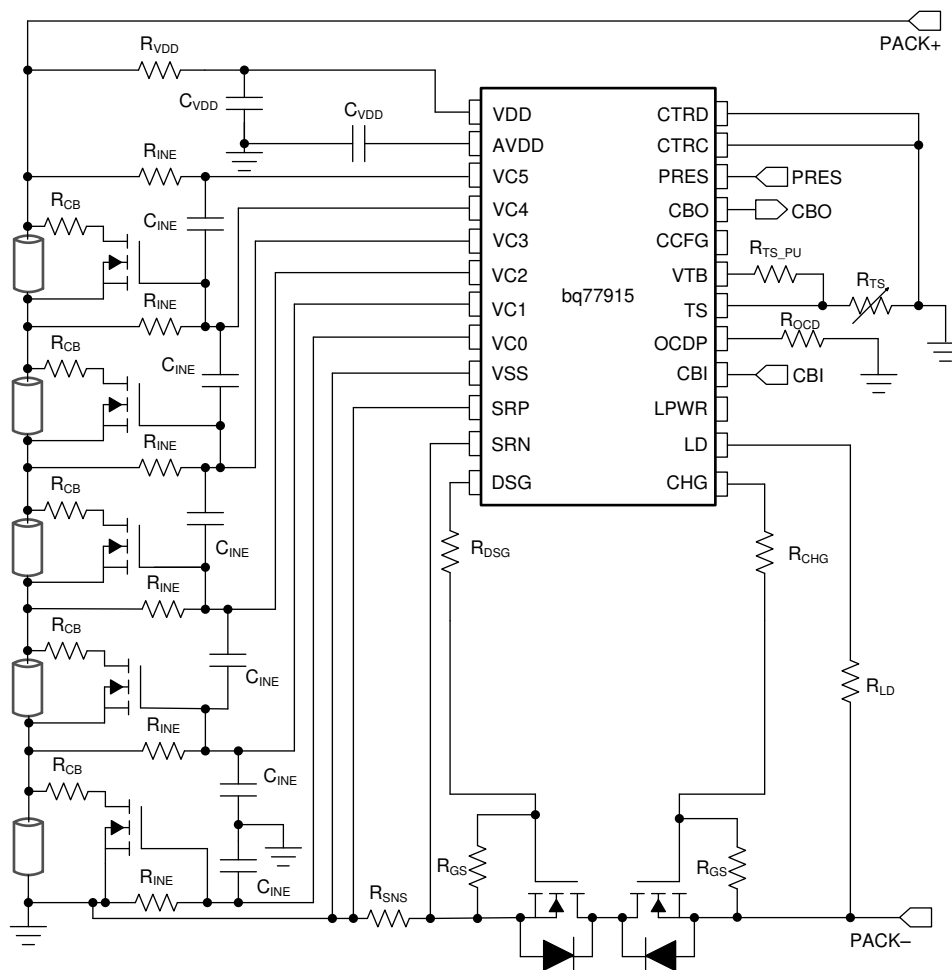 PACK+
RVDD
CVDD
CVDD
VDD
CTRD
AVDD
CTRC
RINE
VC5
PRES
PRES
RCB
CINE
VC4
CBO
CBO
VC3
CCFG
RTS_PU
VC2
VTB
RTS
bq77915
RINE
VC1
TS
ROCD
RCB
VC0
OCDP
CINE
VSS
CBI
CBI
SRP
LPWR
RINE
SRN
LD
RCB
DSG
CHG
CINE
RDSG
RCHG
RINE
RCB
CINE
RLD
RINE
RCB
CINE
RGS
RGS
RINE
CINE
RSNS
PACK–